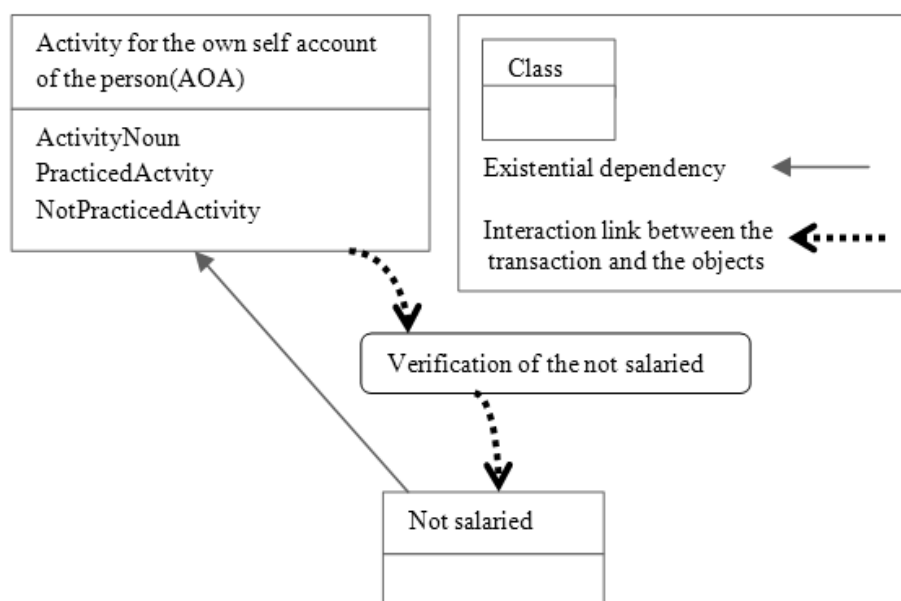 Activity for the own self account
of the person(AOA)
ActivityNoun
PracticedActvity
NotPracticedActivity
Class
Existential dependency
Interaction link between the
transaction and the objects
Verification of the not salaried
Not salaried